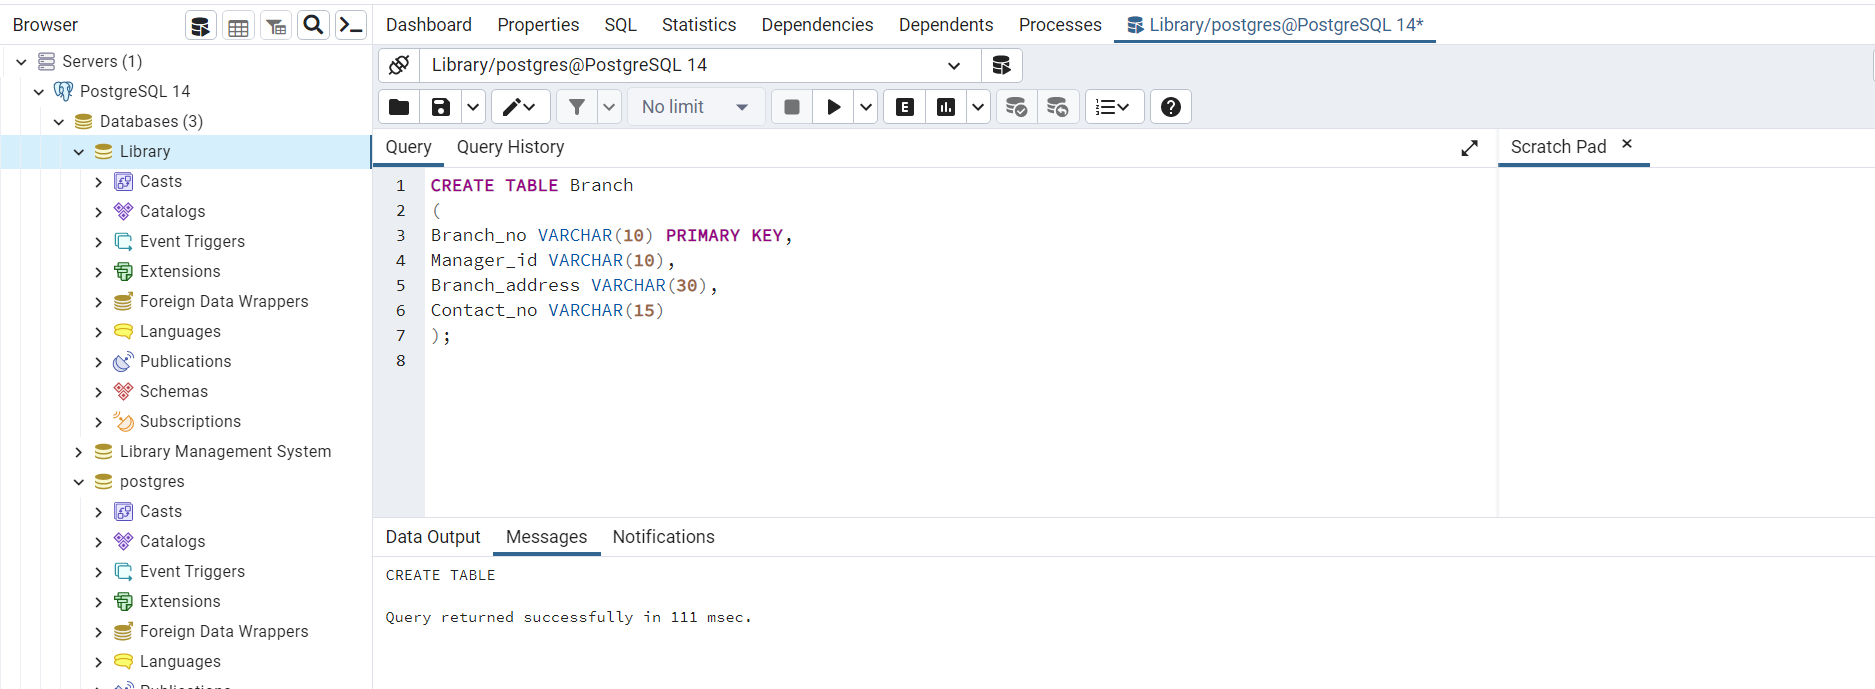 Browser
Dashboard Properties SQL Statistics Dependencies Dependents Processes Library/postgres@PostgreSQL 14*
Servers (1)
PostgreSQL 14
Databases (3)
Library
Casts
Catalogs
Event Triggers
Extensions
Foreign Data Wrappers
Languages
Publications
Schemas
Subscriptions
Library Management System
postgres
Casts
Catalogs
Event Triggers
Extensions
Foreign Data Wrappers
Languages
Publications
Library/postgres@PostgreSQL 14
No limit
E
Query Query History
Scratch Pad
1 CREATE TABLE Branch
2 (
3 Branch_no VARCHAR(10) PRIMARY KEY,
4 Manager_id VARCHAR(10),
5 Branch_address VARCHAR(30),
6 Contact_no VARCHAR(15)
7 );
8
Data Output Messages Notifications
CREATE TABLE
Query returned successfully in 111 msec.